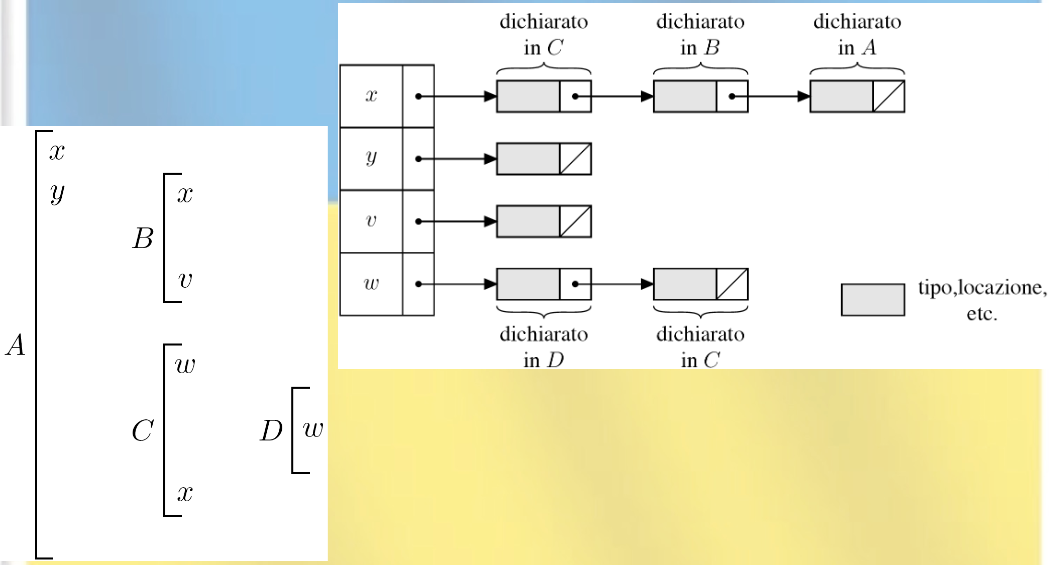 A
x
y
B
x
v
C
w
x
D
w
dichiarato
in C
dichiarato
in B
dichiarato
in A
x
y
v
w
dichiarato
in D
dichiarato
in C
tipo,locazione,
etc.